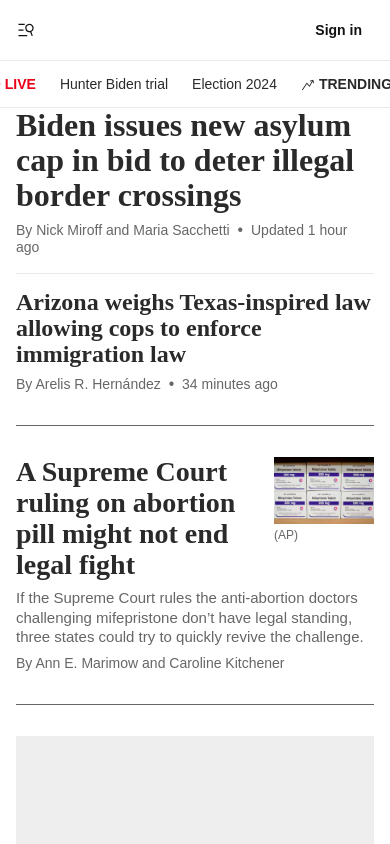 Sign in
LIVE
Hunter Biden trial
Election 2024
TRENDING
Biden issues new asylum
cap in bid to deter illegal
border crossings
By Nick Miroff and Maria Sacchetti • Updated 1 hour
ago
Arizona weighs Texas-inspired law
allowing cops to enforce
immigration law
By Arelis R. Hernández • 34 minutes ago
A Supreme Court
ruling on abortion
pill might not end
legal fight
(AP)
If the Supreme Court rules the anti-abortion doctors
challenging mifepristone don’t have legal standing,
three states could try to quickly revive the challenge.
By Ann E. Marimow and Caroline Kitchener